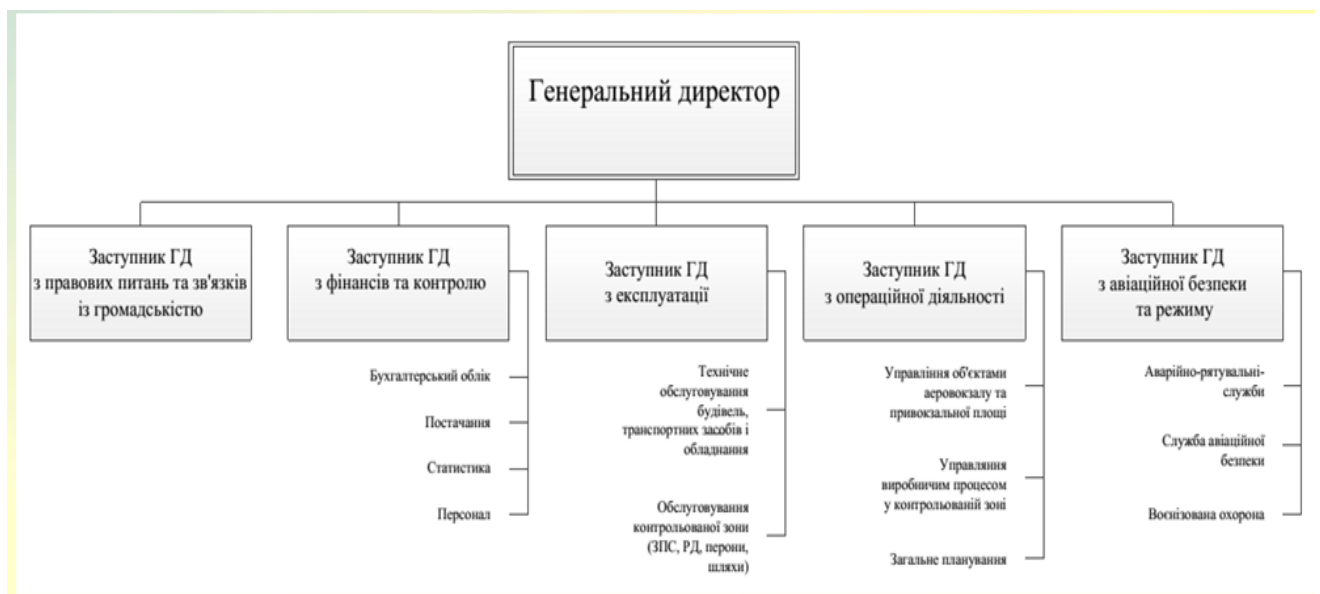 Генеральний директор
Заступник ГД
з правових питань та зв'язків
із громадськістю
Заступник ГД
з фінансів та контролю
Бухгалтерський облік
Постачання
Статистика
Персонал
Заступник ГД
з експлуатації
Технічне
обслуговування
будівель,
транспортних засобів і
обладнання
Обслуговування
контрольованої зони
(ЗПС, РД, перони,
шляхи)
Заступник ГД
з операційної діяльності
Управління об'єктами
аеровокзалу та
привокзальної площі
Управляння
виробничим процесом
у контрольованій зоні
Загальне планування
Заступник ГД
з авіаційної безпеки
та режиму
Аварійно-рятувальні-
служби
Служба авіаційної
безпеки
Воєнізована охорона